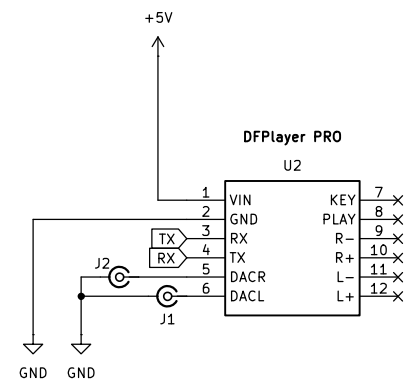 +5V
DFPlayer PRO
U2
1 VIN KEY 7
2 GND PLAY 8
TX 3 RX R- 9
RX 4 TX R+ 10
J2 5 DACR L- 11
6 DACL L+ 12
J1
GND GND